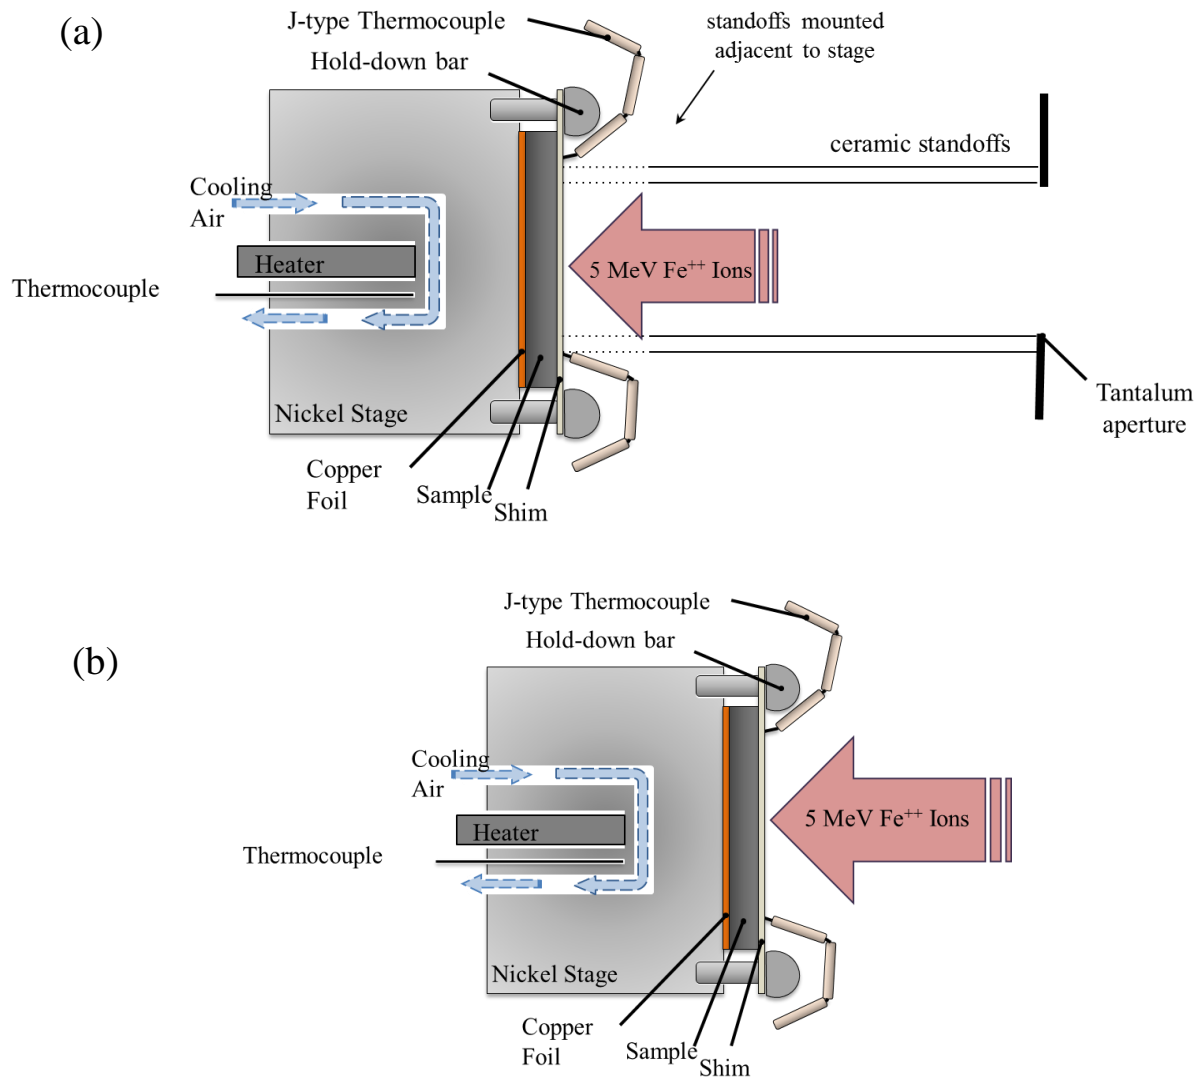 (a)
J-type Thermocouple
Hold-down bar
standoffs mounted
adjacent to stage
ceramic standoffs
Cooling
Air
Heater
Thermocouple
5 MeV Fe⁺⁺ Ions
Nickel Stage
Tantalum
aperture
Copper
Foil
Sample
Shim
(b)
J-type Thermocouple
Hold-down bar
Cooling
Air
Heater
Thermocouple
5 MeV Fe⁺⁺ Ions
Nickel Stage
Copper
Foil
Sample
Shim